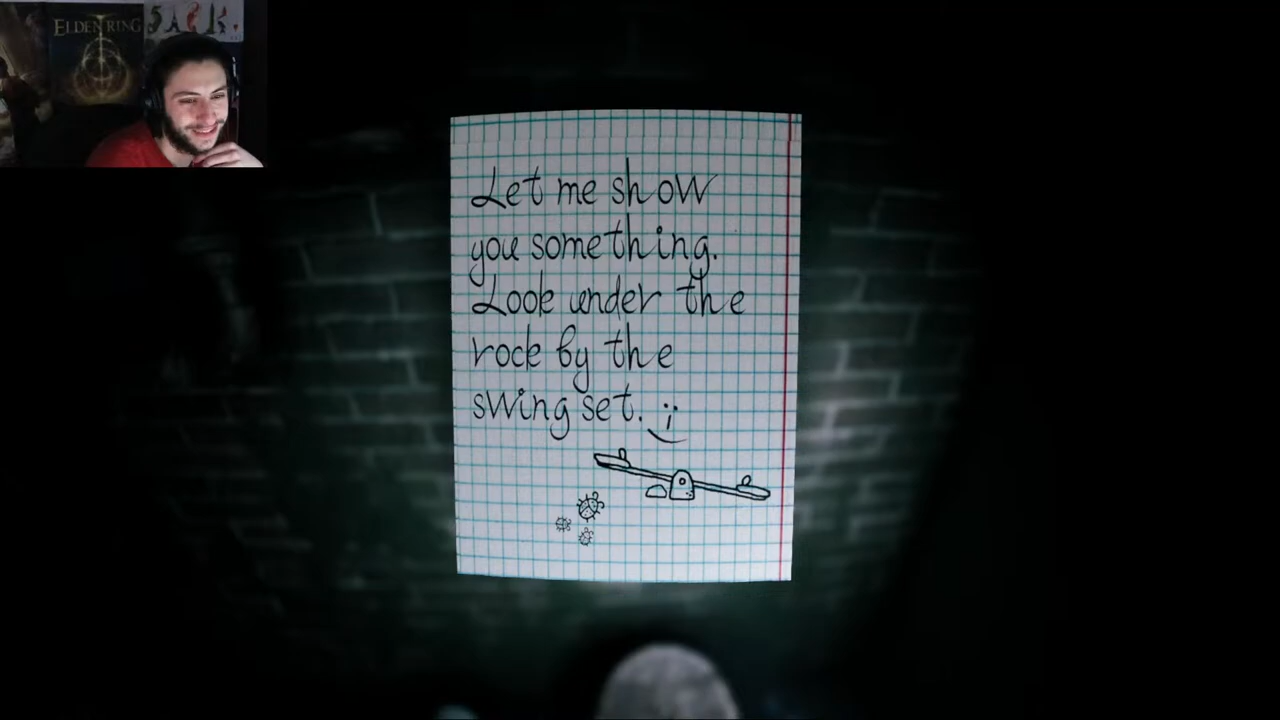 ELDEN RING
Let me show
you something.
Look under the
rock by the
swing set.